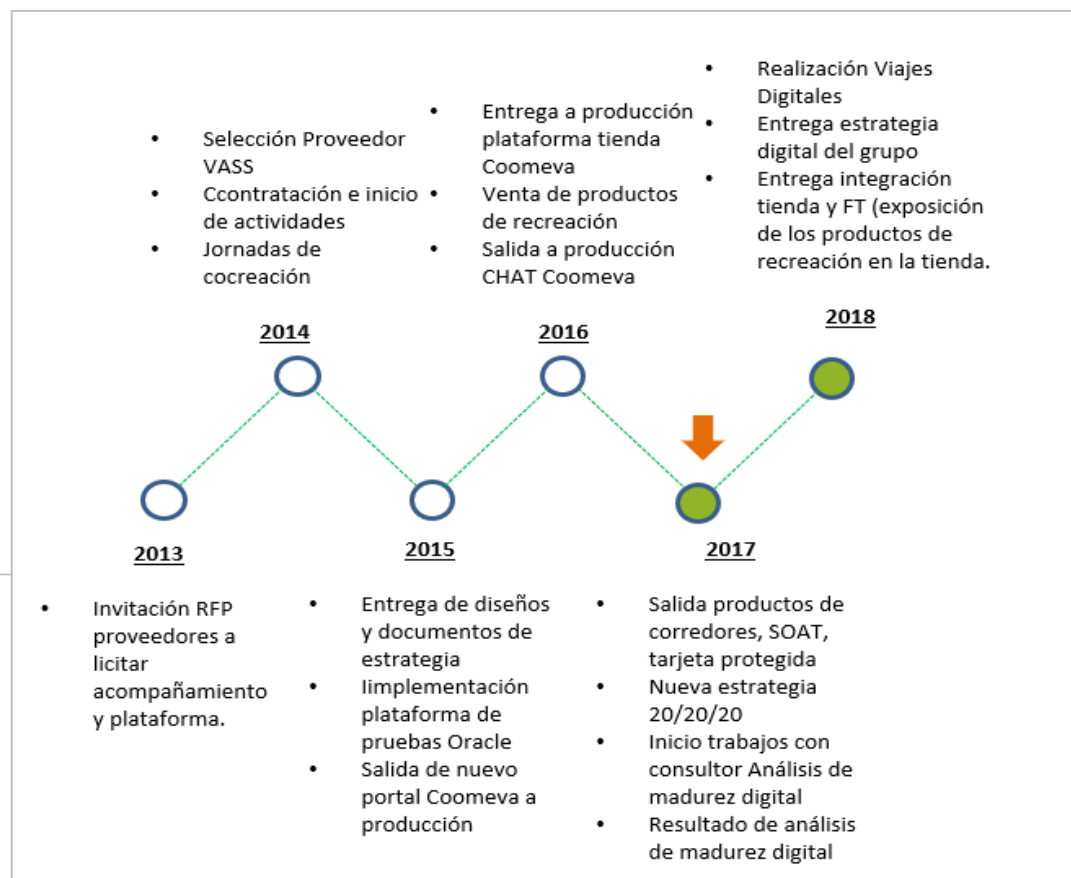 • Selección Proveedor
VASS
• Ccontratación e inicio
de actividades
• Jornadas de
cocreación
2014
• Entrega a producción
plataforma tienda
Coomeva
• Venta de productos
de recreación
• Salida a producción
CHAT Coomeva
2016
• Realización Viajes
Digitales
• Entrega estrategia
digital del grupo
• Entrega integración
tienda y FT (exposición
de los productos de
recreación en la tienda.
2018
2013
• Invitación RFP
proveedores a
licitar
acompañamiento
y plataforma.
2015
• Entrega de diseños
y documentos de
estrategia
• Iimplementación
plataforma de
pruebas Oracle
• Salida de nuevo
portal Coomeva a
producción
2017
• Salida productos de
corredores, SOAT,
tarjeta protegida
• Nueva estrategia
20/20/20
• Inicio trabajos con
consultor Análisis de
madurez digital
• Resultado de análisis
de madurez digital